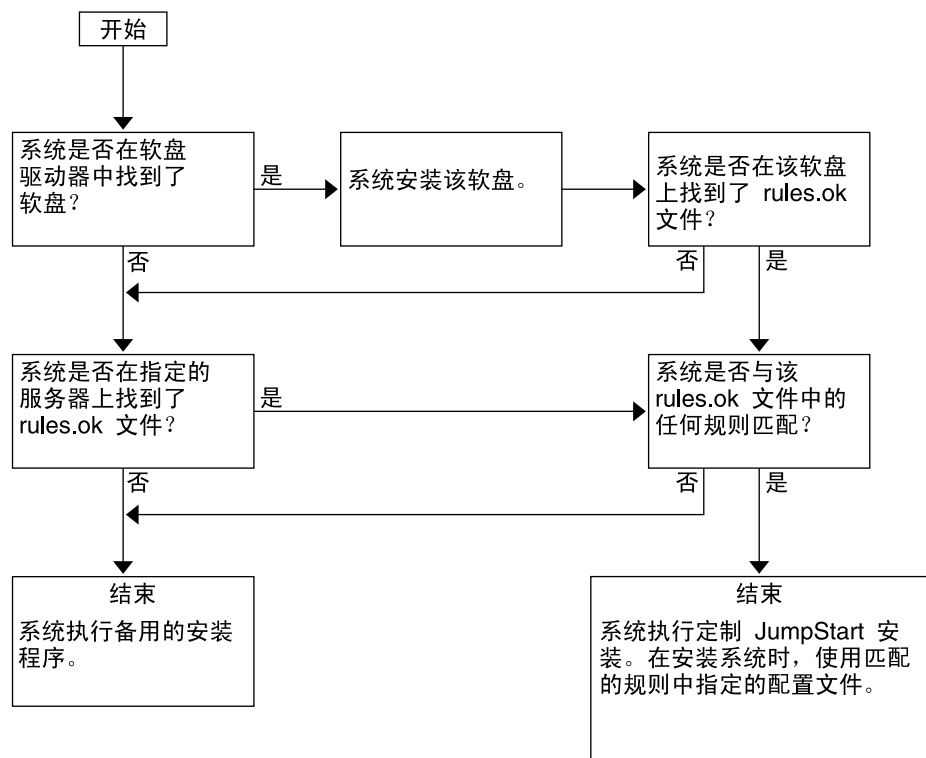 开始
系统是否在软盘
驱动器中找到了
软盘？
是
系统安装该软盘。
系统是否在该软盘
上找到了 rules.ok
文件？
否
否
是
系统是否在指定的
服务器上找到了
rules.ok 文件？
是
系统是否与该
rules.ok 文件中的
任何规则匹配？
否
否
是
结束
系统执行备用的安装
程序。
结束
系统执行定制 JumpStart 安
装。在安装系统时，使用匹配
的规则中指定的配置文件。